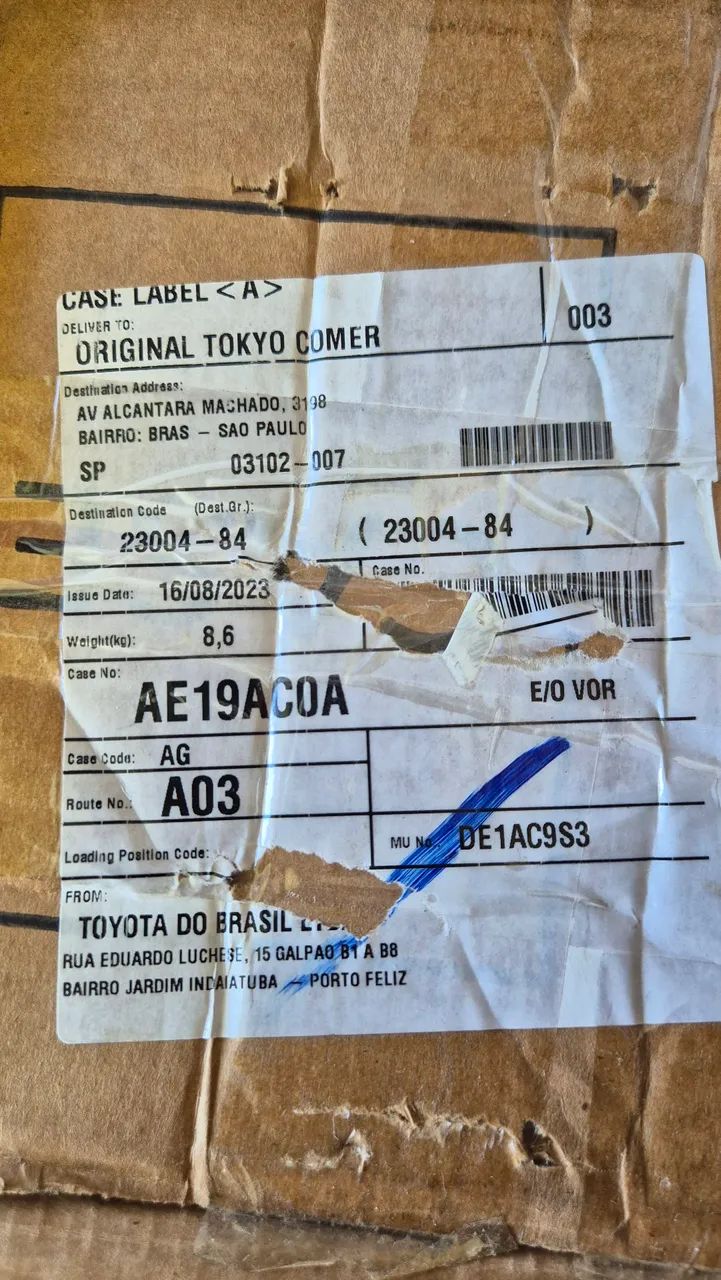 CASE LABEL < A >
DELIVER TO:
ORIGINAL TOKYO COMER
003
Destination Address:
AV ALCANTARA MACHADO, 3198
BAIRRO: BRAS – SAO PAULO
SP 03102-007
Destination Code (Dest.Gr.):
23004-84 ( 23004-84 )
Issue Date: 16/08/2023
Case No.
Weight(kg): 8,6
Case No:
AE19AC0A E/O VOR
Case Code: AG
Route No.: A03
MU No.: DE1AC9S3
Loading Position Code:
FROM:
TOYOTA DO BRASIL
RUA EDUARDO LUCHESE, 15 GALPAO B1 A B8
BAIRRO JARDIM INDAIATUBA – PORTO FELIZ